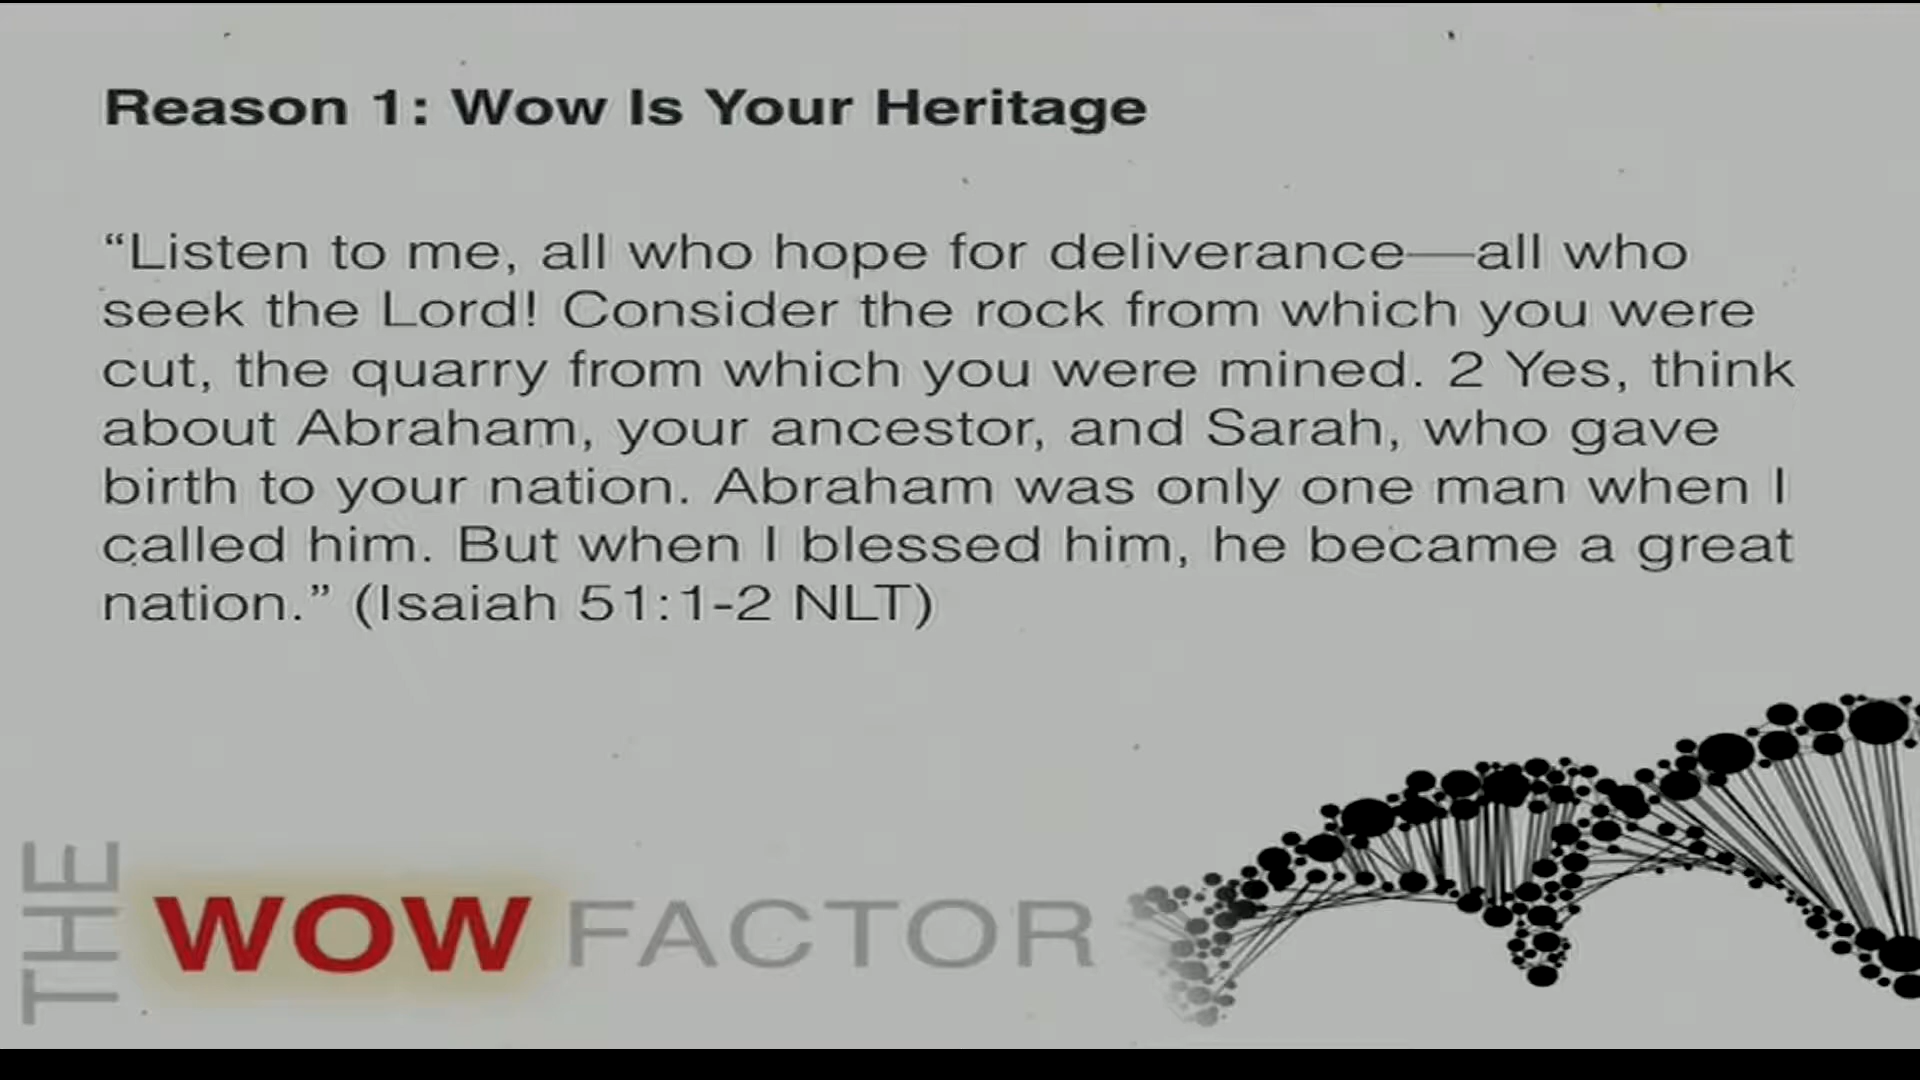 Reason 1: Wow Is Your Heritage
“Listen to me, all who hope for deliverance—all who
seek the Lord! Consider the rock from which you were
cut, the quarry from which you were mined. 2 Yes, think
about Abraham, your ancestor, and Sarah, who gave
birth to your nation. Abraham was only one man when I
called him. But when I blessed him, he became a great
nation.” (Isaiah 51:1-2 NLT)
THE WOW FACTOR